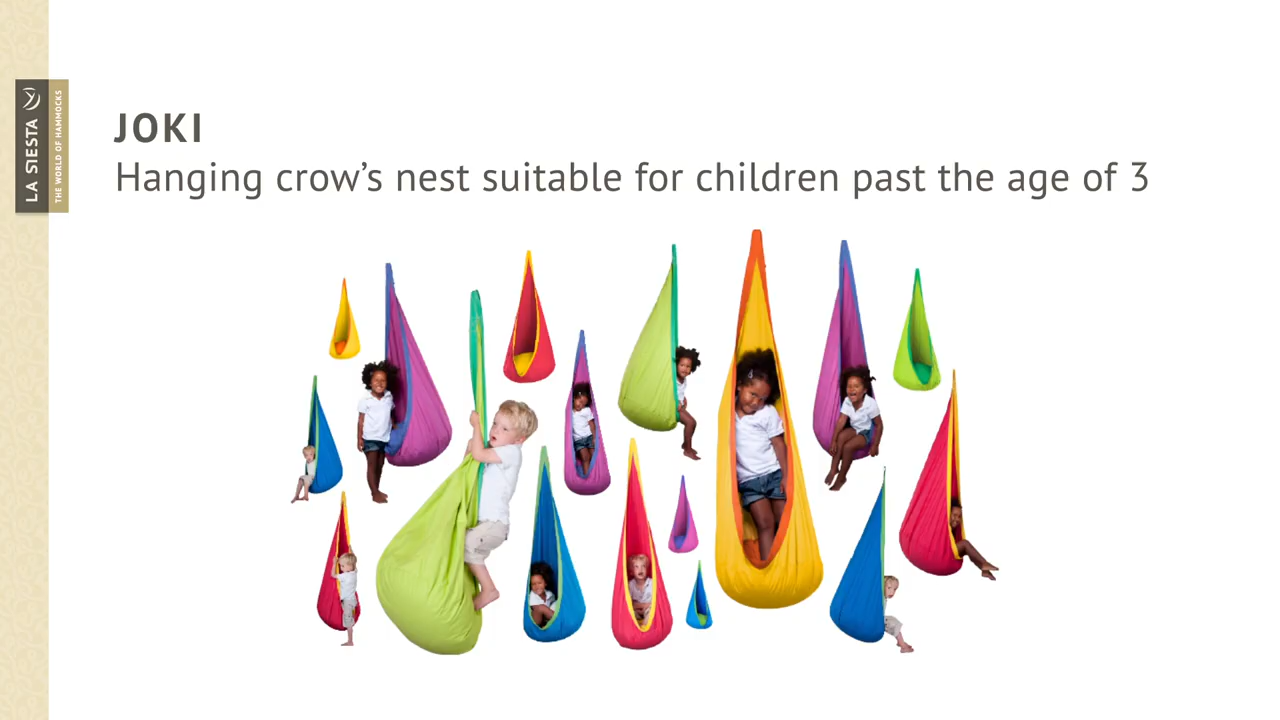 JOKI
Hanging crow’s nest suitable for children past the age of 3
LA SIESTA
THE WORLD OF HAMMOCKS